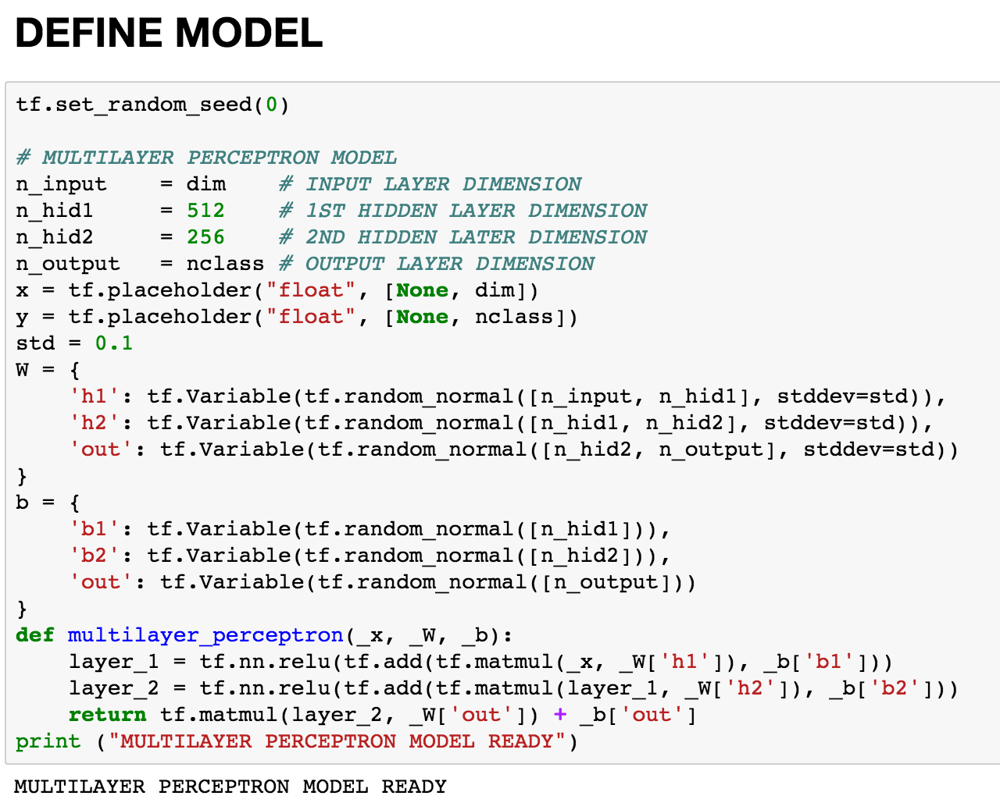 DEFINE MODEL
tf.set_random_seed(0)
# MULTILAYER PERCEPTRON MODEL
n_input    = dim    # INPUT LAYER DIMENSION
n_hid1     = 512    # 1ST HIDDEN LAYER DIMENSION
n_hid2     = 256    # 2ND HIDDEN LATER DIMENSION
n_output   = nclass # OUTPUT LAYER DIMENSION
x = tf.placeholder("float", [None, dim])
y = tf.placeholder("float", [None, nclass])
std = 0.1
W = {
    'h1': tf.Variable(tf.random_normal([n_input, n_hid1], stddev=std)),
    'h2': tf.Variable(tf.random_normal([n_hid1, n_hid2], stddev=std)),
    'out': tf.Variable(tf.random_normal([n_hid2, n_output], stddev=std))
}
b = {
    'b1': tf.Variable(tf.random_normal([n_hid1])),
    'b2': tf.Variable(tf.random_normal([n_hid2])),
    'out': tf.Variable(tf.random_normal([n_output]))
}
def multilayer_perceptron(_x, _W, _b):
    layer_1 = tf.nn.relu(tf.add(tf.matmul(_x, _W['h1']), _b['b1']))
    layer_2 = tf.nn.relu(tf.add(tf.matmul(layer_1, _W['h2']), _b['b2']))
    return tf.matmul(layer_2, _W['out']) + _b['out']
print ("MULTILAYER PERCEPTRON MODEL READY")
MULTILAYER PERCEPTRON MODEL READY